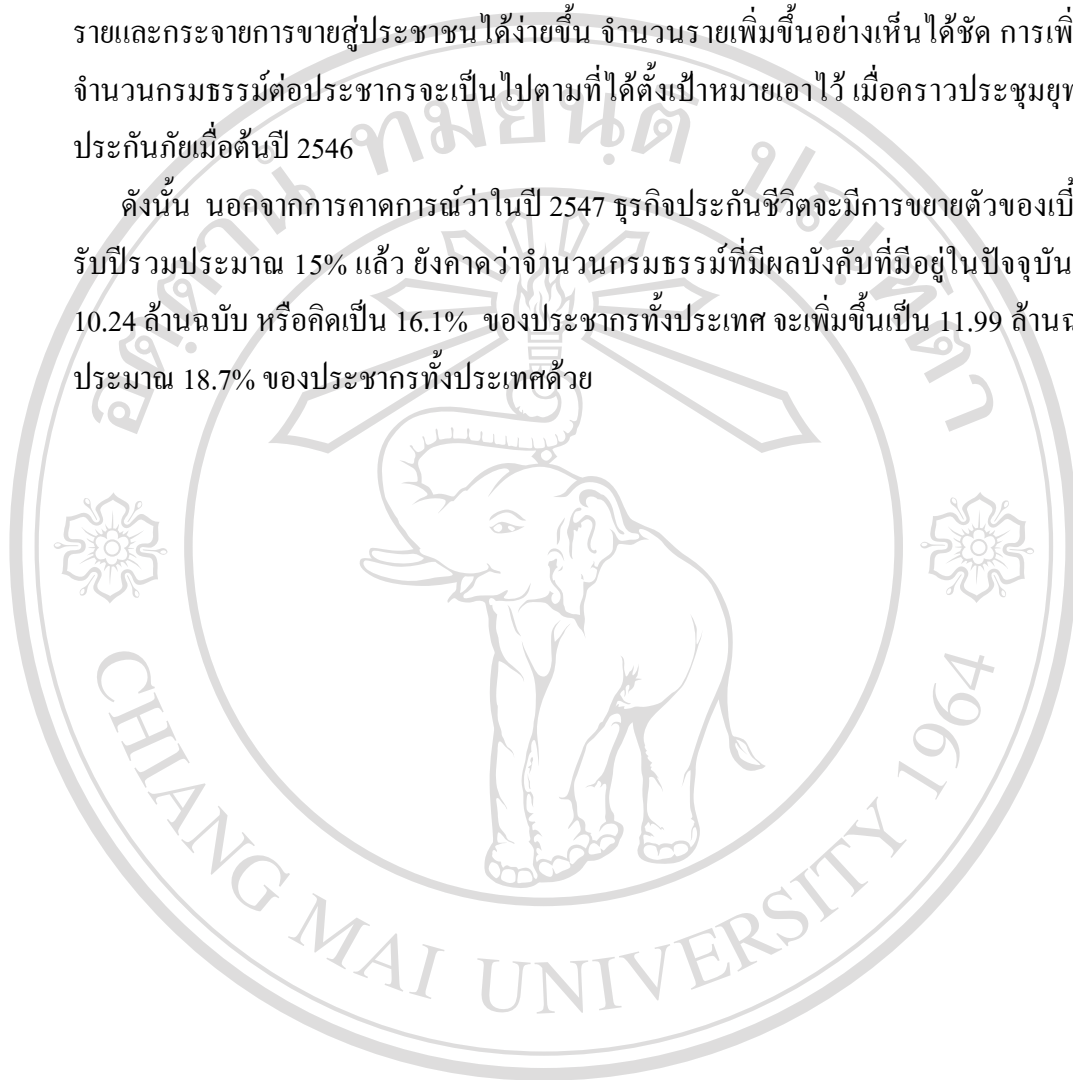 รายและกระจายการขายสู่ประชาชนได้ง่ายขึ้น จำนวนรายเพิ่มขึ้นอย่างเห็นได้ชัด การเพิ่
จำนวนกรมธรรม์ต่อประชากรจะเป็นไปตามที่ได้ตั้งเป้าหมายเอาไว้ เมื่อคราวประชุมยุท
ประกันภัยเมื่อต้นปี 2546
ดังนั้น นอกจากการคาดการณ์ว่าในปี 2547 ธุรกิจประกันชีวิตจะมีการขยายตัวของเบี้
รับปีรวมประมาณ 15% แล้ว ยังคาดว่าจำนวนกรมธรรม์ที่มีผลบังคับที่มีอยู่ในปัจจุบัน
10.24 ล้านฉบับ หรือคิดเป็น 16.1% ของประชากรทั้งประเทศ จะเพิ่มขึ้นเป็น 11.99 ล้านฉ
ประมาณ 18.7% ของประชากรทั้งประเทศด้วย
อตฺตานํ ทมยนฺติ ปณฺฑิตา
CHIANG MAI UNIVERSITY 1964